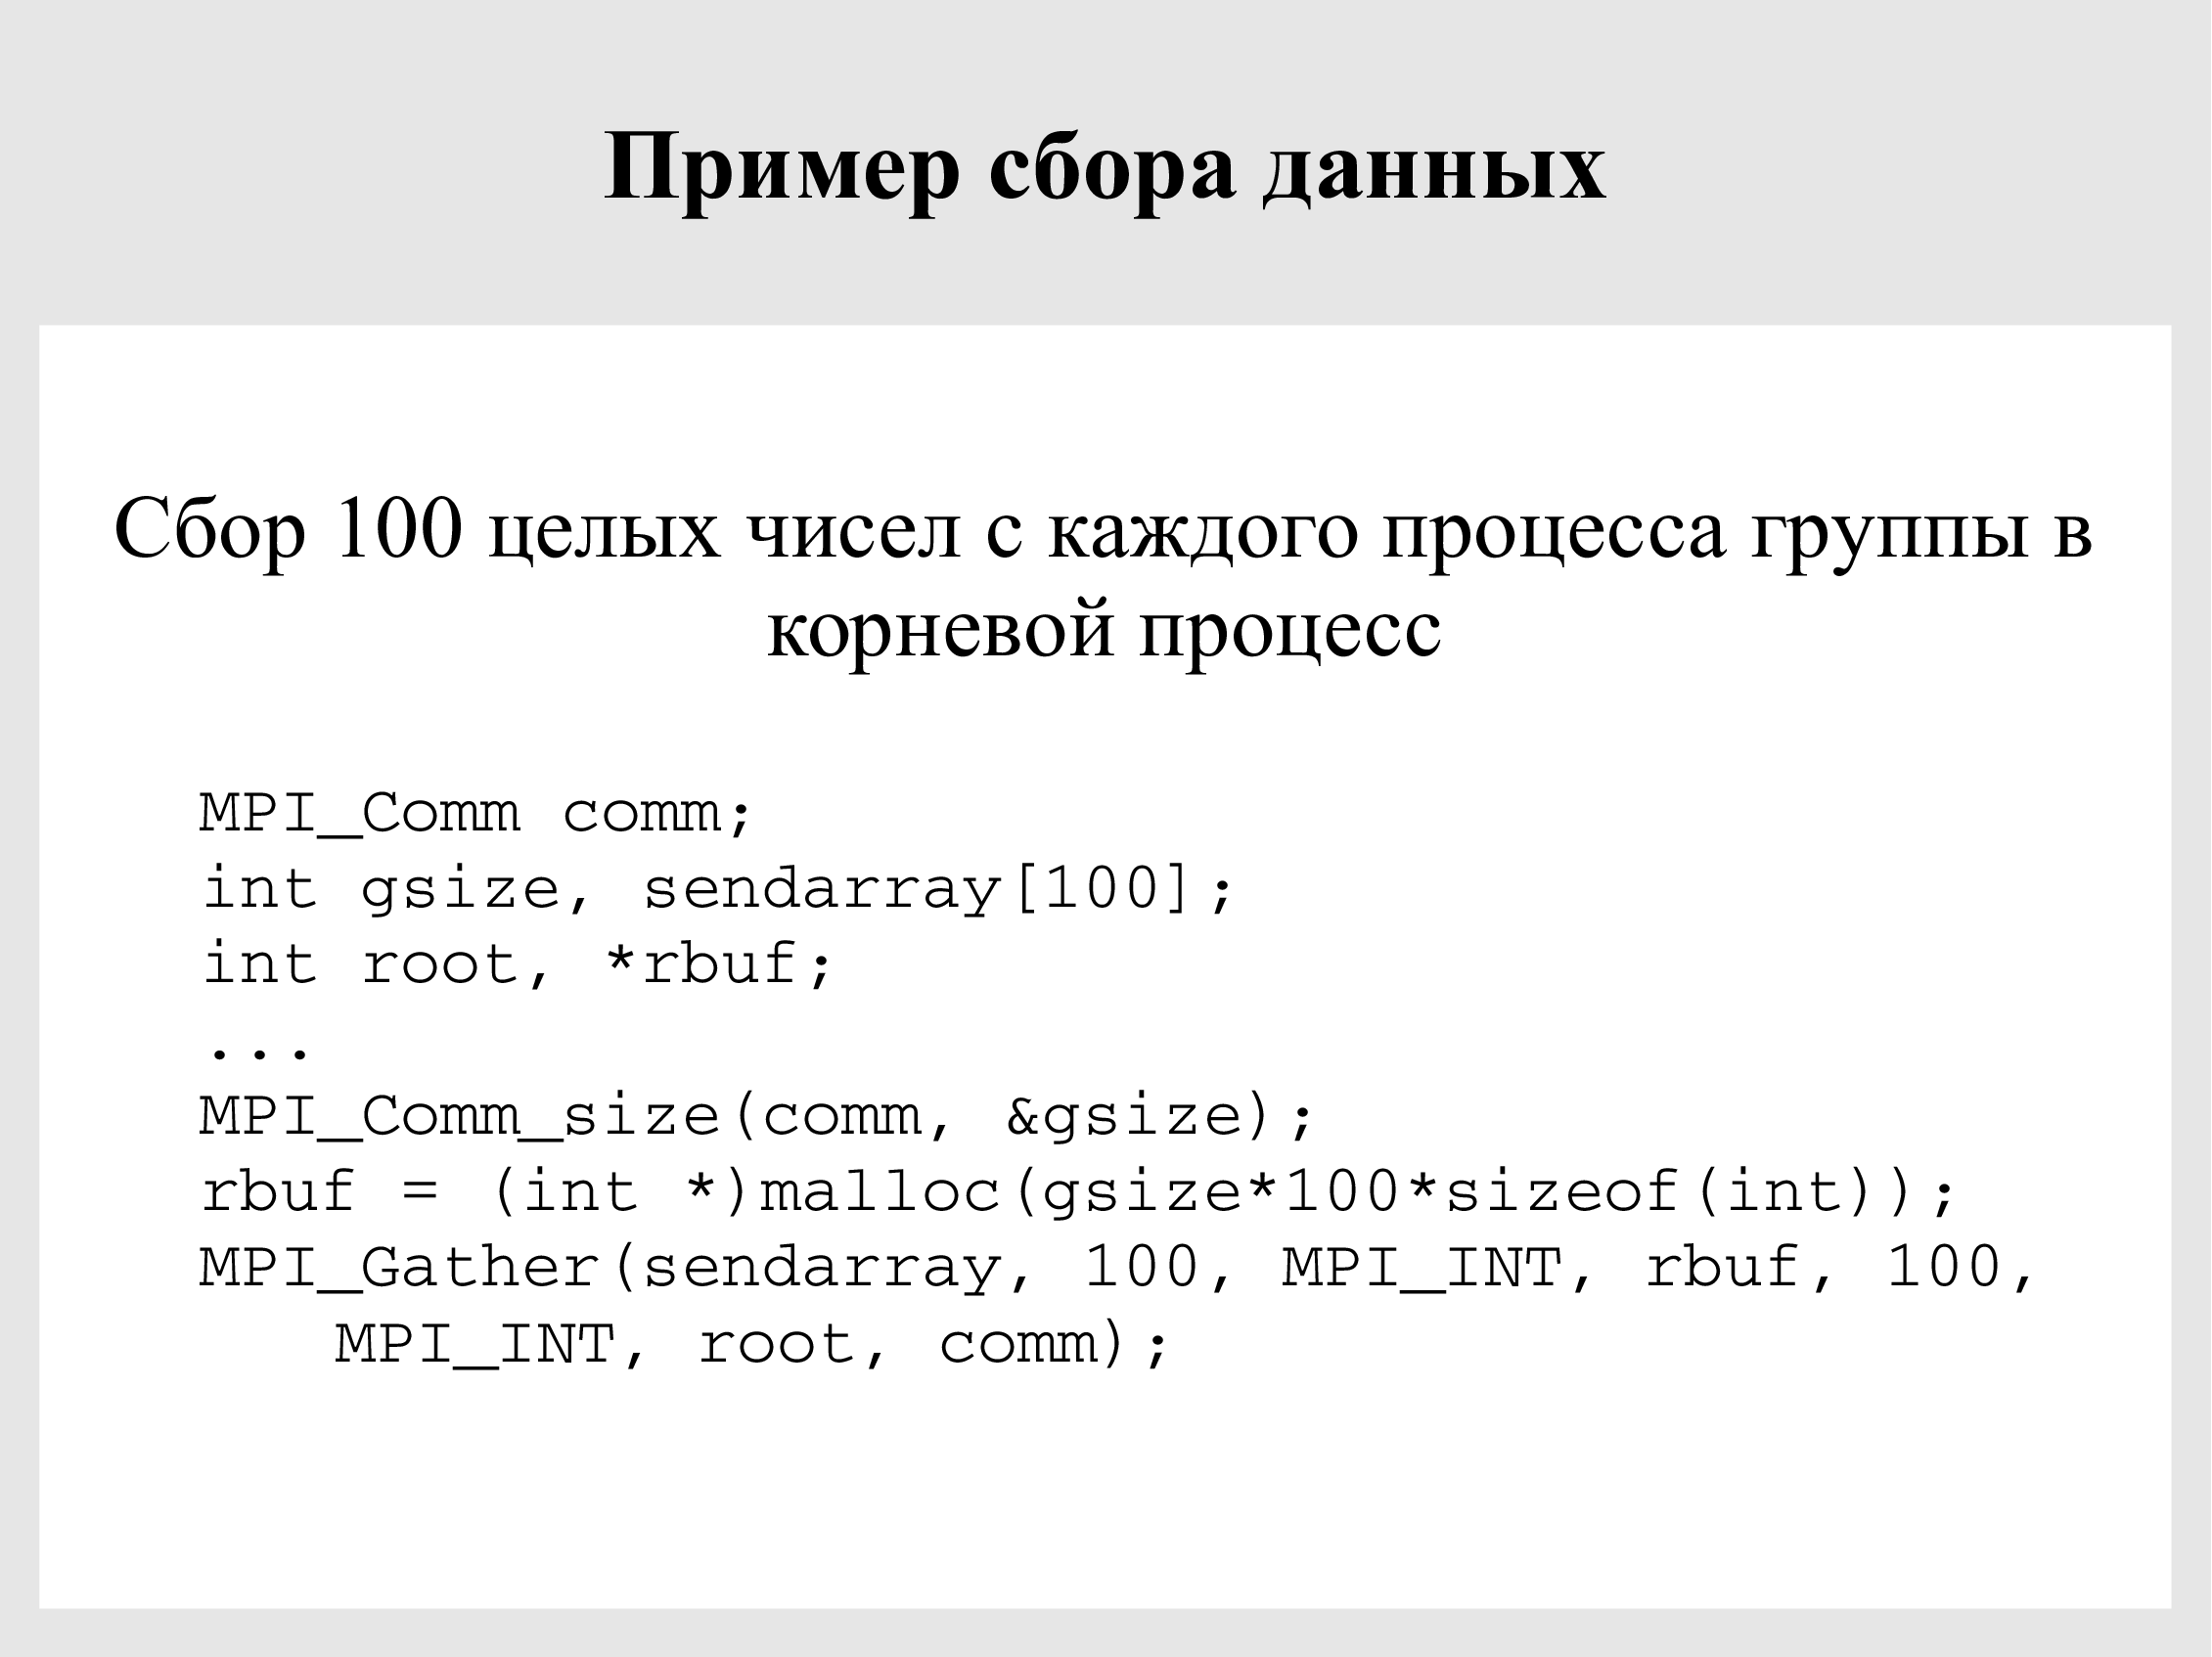 Пример сбора данных
Сбор 100 целых чисел с каждого процесса группы в
корневой процесс
MPI_Comm comm;
int gsize, sendarray[100];
int root, *rbuf;
...
MPI_Comm_size(comm, &gsize);
rbuf = (int *)malloc(gsize*100*sizeof(int));
MPI_Gather(sendarray, 100, MPI_INT, rbuf, 100,
MPI_INT, root, comm);